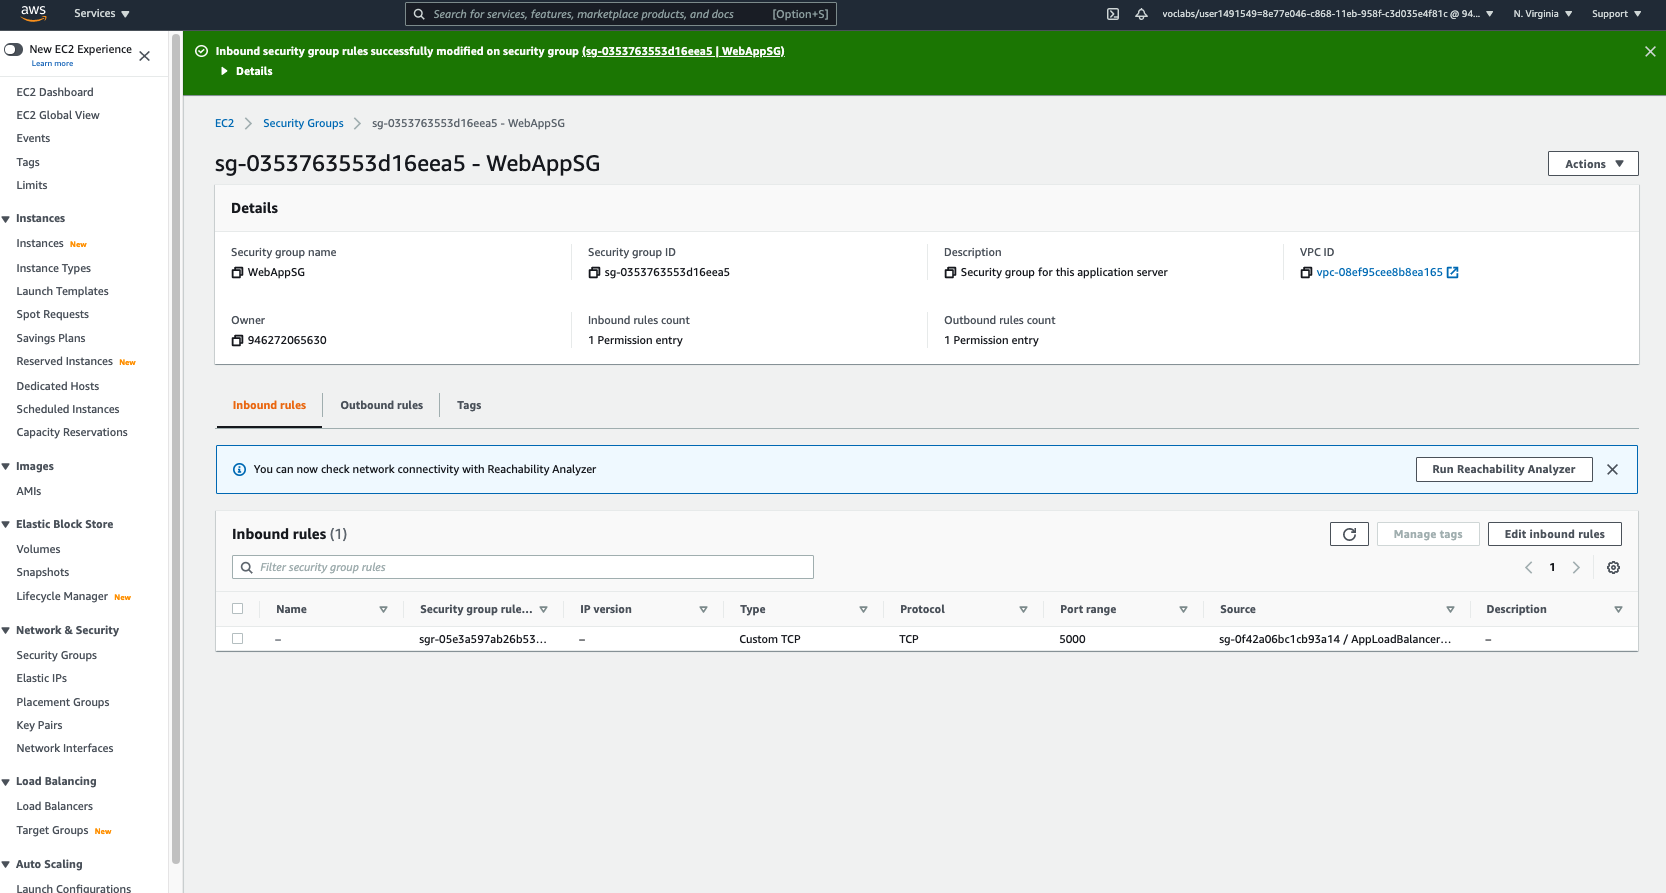 aws Services Search for services, features, marketplace products, and docs [Option+S] voclabs/user1491549=8e77e046-c868-11eb-958f-c3d035e4f81c @ 94... N. Virginia Support
New EC2 Experience
Learn more
EC2 Dashboard
EC2 Global View
Events
Tags
Limits
Instances
Instances New
Instance Types
Launch Templates
Spot Requests
Savings Plans
Reserved Instances New
Dedicated Hosts
Scheduled Instances
Capacity Reservations
Images
AMIs
Elastic Block Store
Volumes
Snapshots
Lifecycle Manager New
Network & Security
Security Groups
Elastic IPs
Placement Groups
Key Pairs
Network Interfaces
Load Balancing
Load Balancers
Target Groups New
Auto Scaling
Launch Configurations
Inbound security group rules successfully modified on security group (sg-0353763553d16eea5 | WebAppSG)
Details
EC2 Security Groups sg-0353763553d16eea5 - WebAppSG
sg-0353763553d16eea5 - WebAppSG Actions
Details
Security group name Security group ID Description VPC ID
WebAppSG sg-0353763553d16eea5 Security group for this application server vpc-08ef95cee8b8ea165
Owner Inbound rules count Outbound rules count
946272065630 1 Permission entry 1 Permission entry
Inbound rules Outbound rules Tags
You can now check network connectivity with Reachability Analyzer Run Reachability Analyzer
Inbound rules (1) Manage tags Edit inbound rules
Filter security group rules 1
Name Security group rule... IP version Type Protocol Port range Source Description
– sgr-05e3a597ab26b53... – Custom TCP TCP 5000 sg-0f42a06bc1cb93a14 / AppLoadBalancer... –